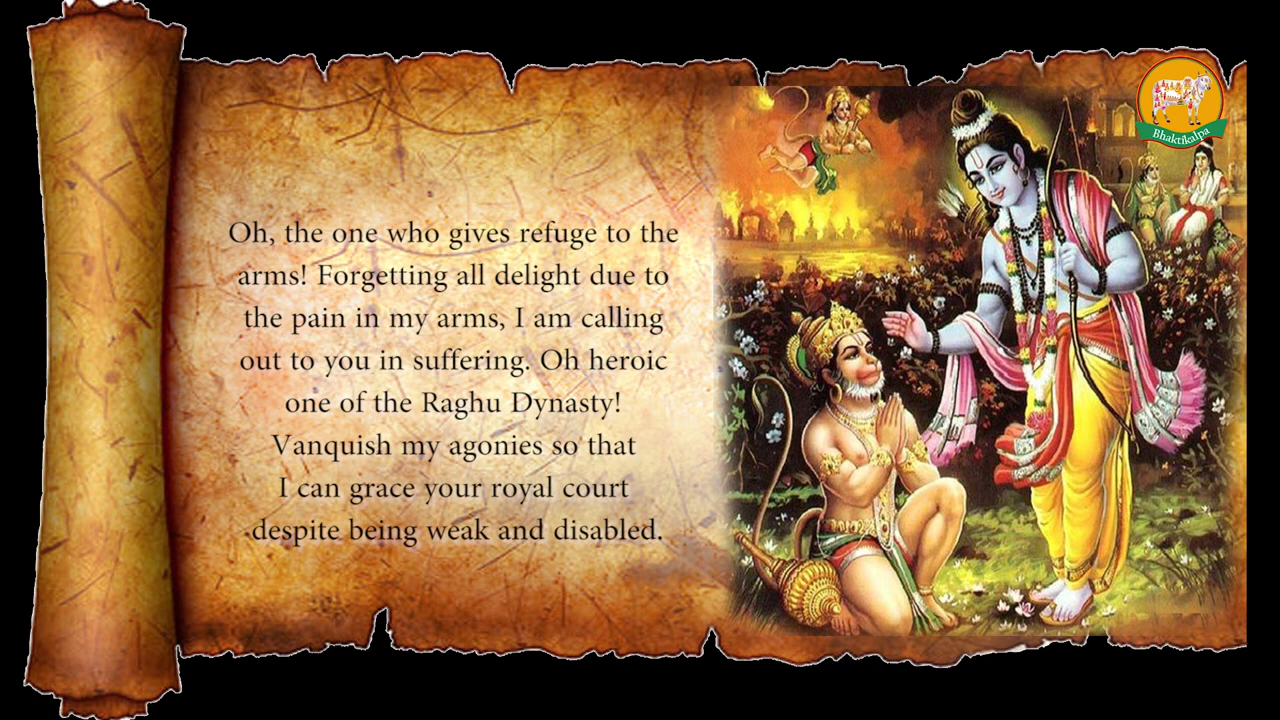 Oh, the one who gives refuge to the
arms! Forgetting all delight due to
the pain in my arms, I am calling
out to you in suffering. Oh heroic
one of the Raghu Dynasty!
Vanquish my agonies so that
I can grace your royal court
despite being weak and disabled.
Bhaktikalpa